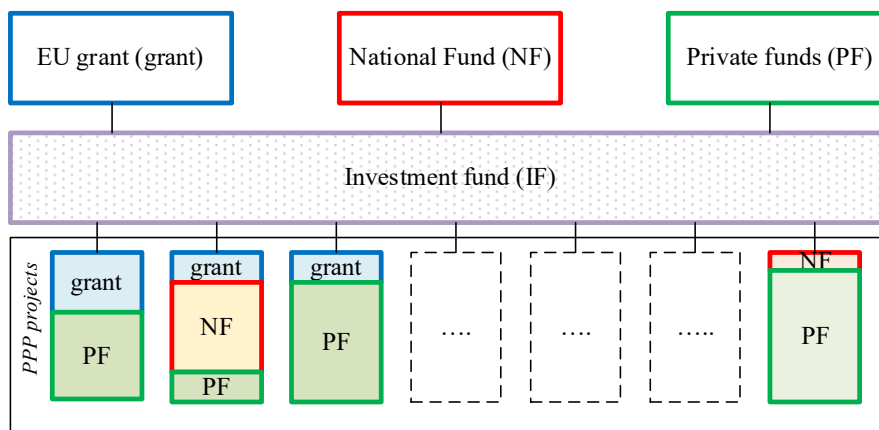 EU grant (grant)
National Fund (NF)
Private funds (PF)
Investment fund (IF)
PPP projects
grant
PF
grant
NF
PF
grant
PF
....
....
.....
NF
PF